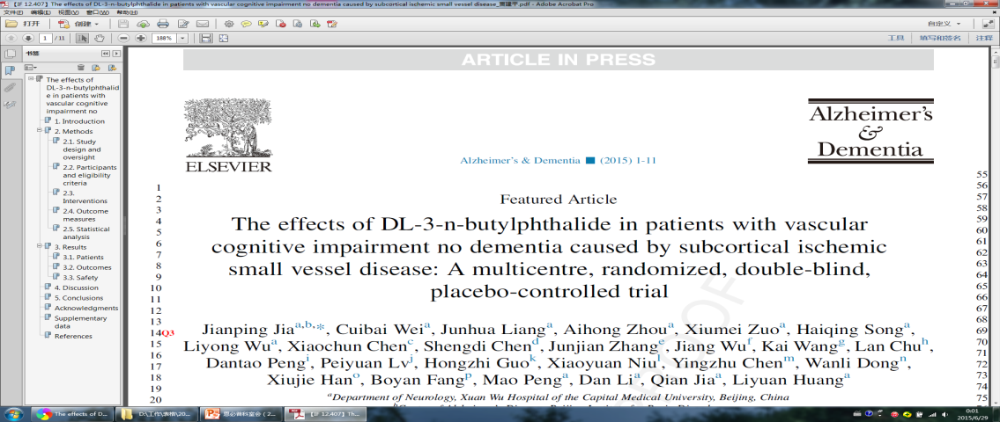 [IF 12.407] The effects of DL-3-n-butylphthalide in patients with vascular cognitive impairment no dementia caused by subcortical ischemic small vessel disease_贾建平.pdf - Adobe Acrobat Pro
文件(F) 编辑(E) 视图(V) 窗口(W) 帮助(H)
打开 创建 自定义
1 / 11 188% 工具 填写和签名 注释
书签
The effects of
DL-3-n-butylphthalid
e in patients with
vascular cognitive
impairment no
1. Introduction
2. Methods
2.1. Study
design and
oversight
2.2. Participants
and eligibility
criteria
2.3.
Interventions
2.4. Outcome
measures
2.5. Statistical
analysis
3. Results
3.1. Patients
3.2. Outcomes
3.3. Safety
4. Discussion
5. Conclusions
Acknowledgments
Supplementary
data
References
ARTICLE IN PRESS
ELSEVIER
Alzheimer's & Dementia ■ (2015) 1-11
Alzheimer's
&
Dementia
1
2
3
4
5
6
7
8
9
10
11
12
13
14Q3
15
16
17
18
19
20
Featured Article
The effects of DL-3-n-butylphthalide in patients with vascular
cognitive impairment no dementia caused by subcortical ischemic
small vessel disease: A multicentre, randomized, double-blind,
placebo-controlled trial
Jianping Jia^a,b,*, Cuibai Wei^a, Junhua Liang^a, Aihong Zhou^a, Xiumei Zuo^a, Haiqing Song^a,
Liyong Wu^a, Xiaochun Chen^c, Shengdi Chen^d, Junjian Zhang^e, Jiang Wu^f, Kai Wang^g, Lan Chu^h,
Dantao Peng^i, Peiyuan Lv^j, Hongzhi Guo^k, Xiaoyuan Niu^l, Yingzhu Chen^m, Wanli Dong^n,
Xiujie Han^o, Boyan Fang^p, Mao Peng^a, Dan Li^a, Qian Jia^a, Liyuan Huang^a
^aDepartment of Neurology, Xuan Wu Hospital of the Capital Medical University, Beijing, China
55
56
57
58
59
60
61
62
63
64
65
66
67
68
69
70
71
72
73
74
75
PROOF
The effects of D...
D:\工作\表格\20...
恩必普科室会（2...
[IF 12.407] Th...
0:01
2015/6/29